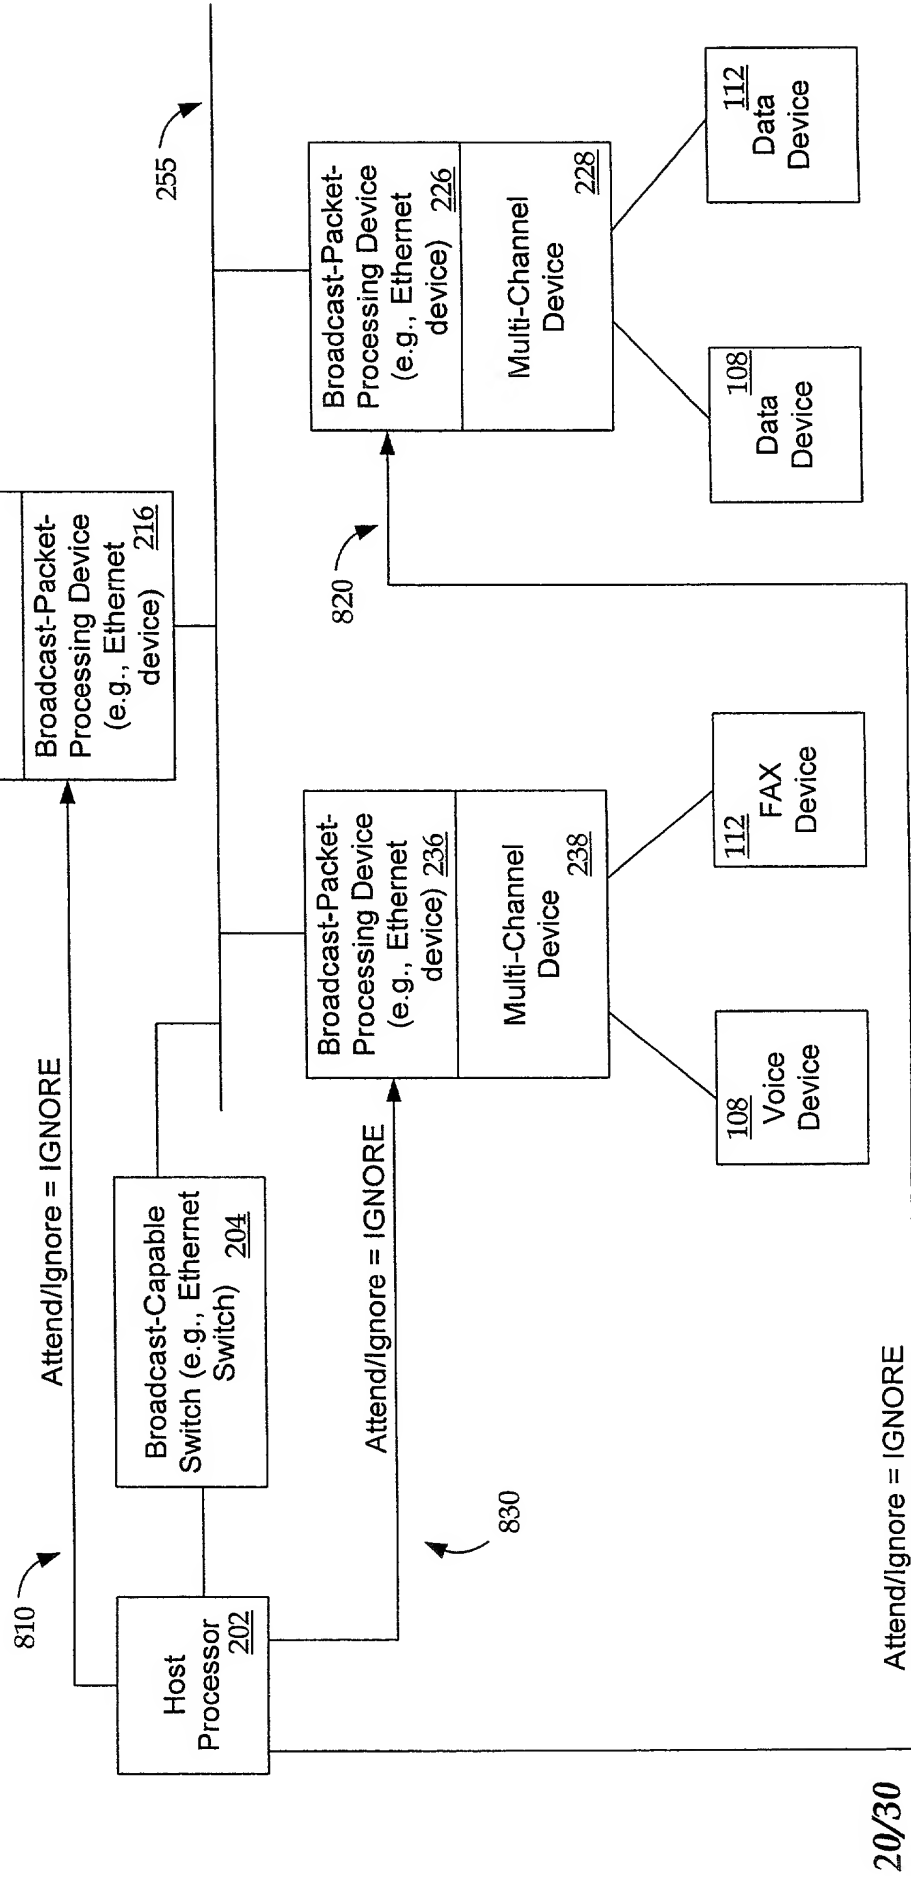 810
Attend/Ignore = IGNORE
Broadcast-Packet-
Processing Device
(e.g., Ethernet
device) 216
255
Host
Processor
202
Broadcast-Capable
Switch (e.g., Ethernet
Switch) 204
830
Attend/Ignore = IGNORE
Broadcast-Packet-
Processing Device
(e.g., Ethernet
device) 236
Multi-Channel
Device
238
820
Broadcast-Packet-
Processing Device
(e.g., Ethernet
device) 226
Multi-Channel
Device
228
108
Voice
Device
112
FAX
Device
108
Data
Device
112
Data
Device
Attend/Ignore = IGNORE
20/30